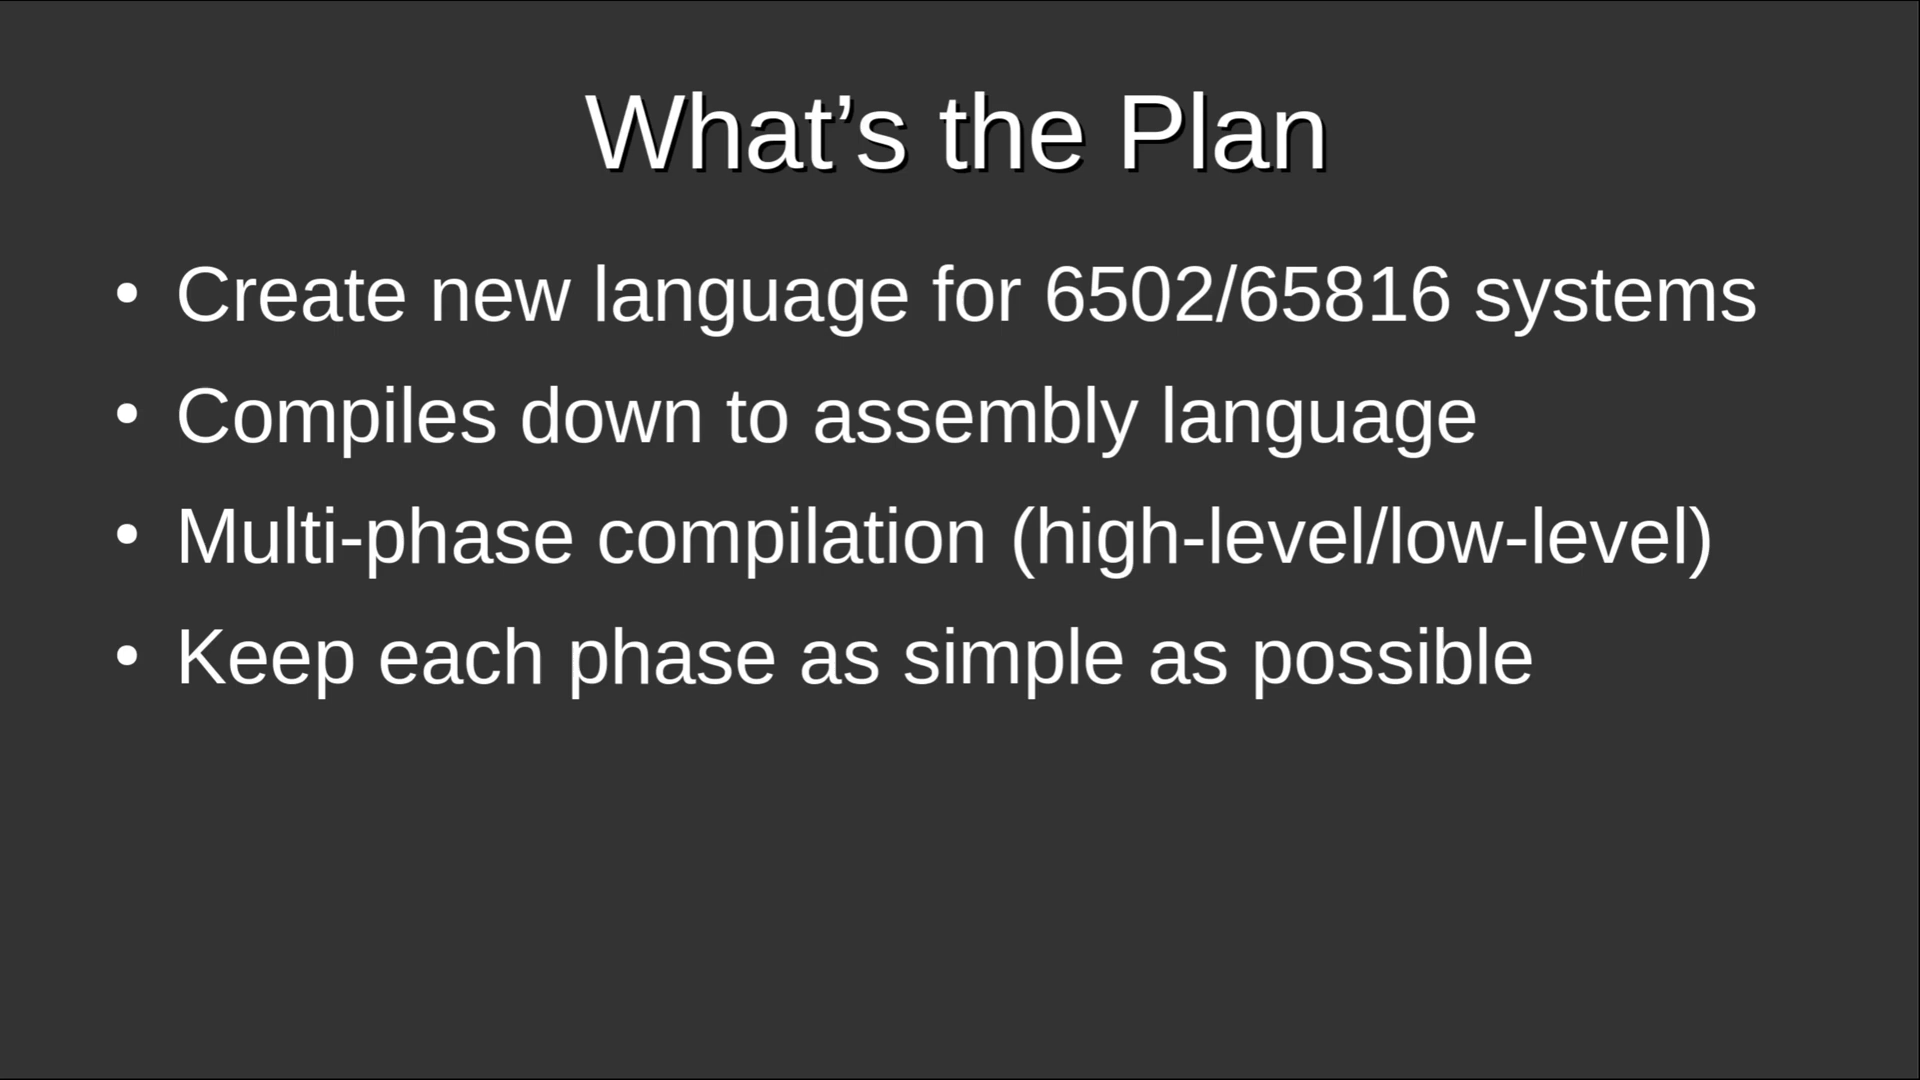 What’s the Plan
• Create new language for 6502/65816 systems
• Compiles down to assembly language
• Multi-phase compilation (high-level/low-level)
• Keep each phase as simple as possible